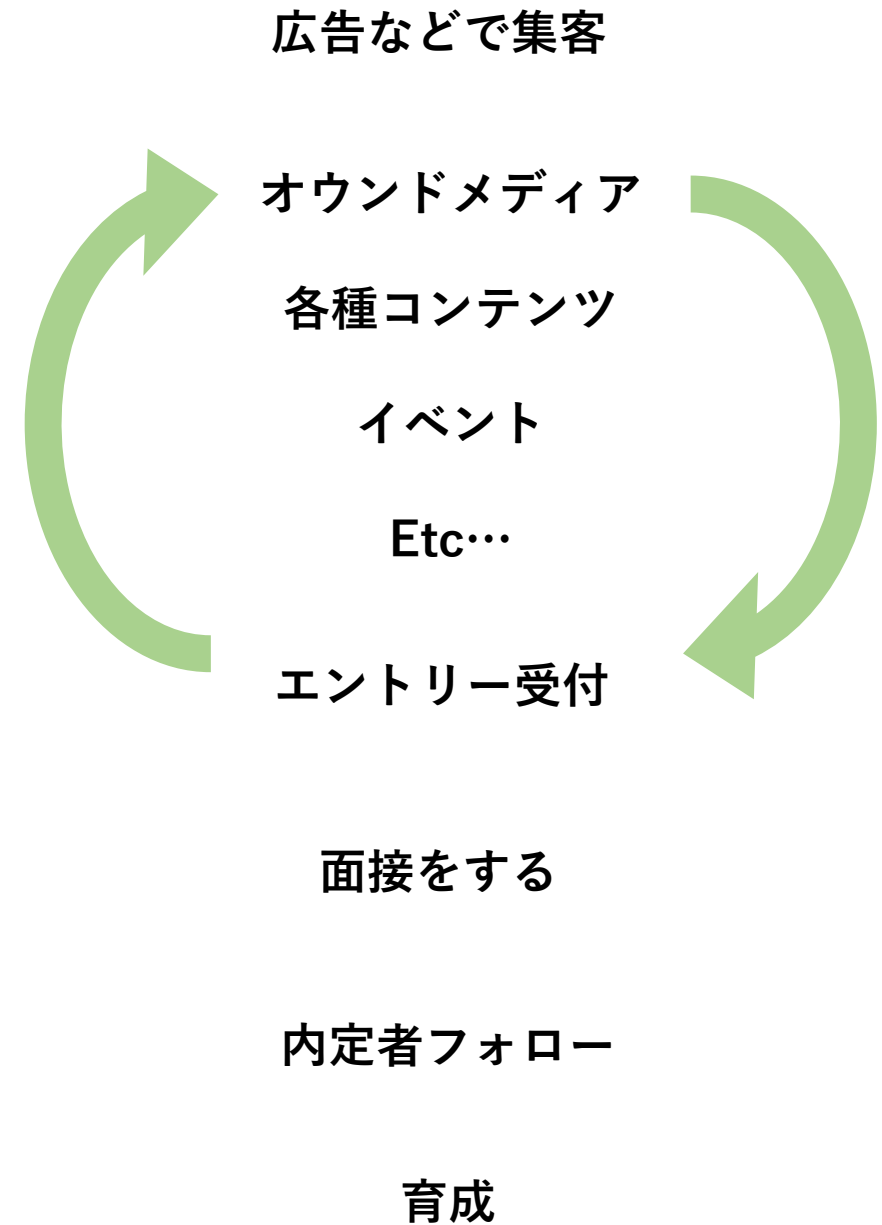 広告などで集客
オウンドメディア
各種コンテンツ
イベント
Etc…
エントリー受付
面接をする
内定者フォロー
育成